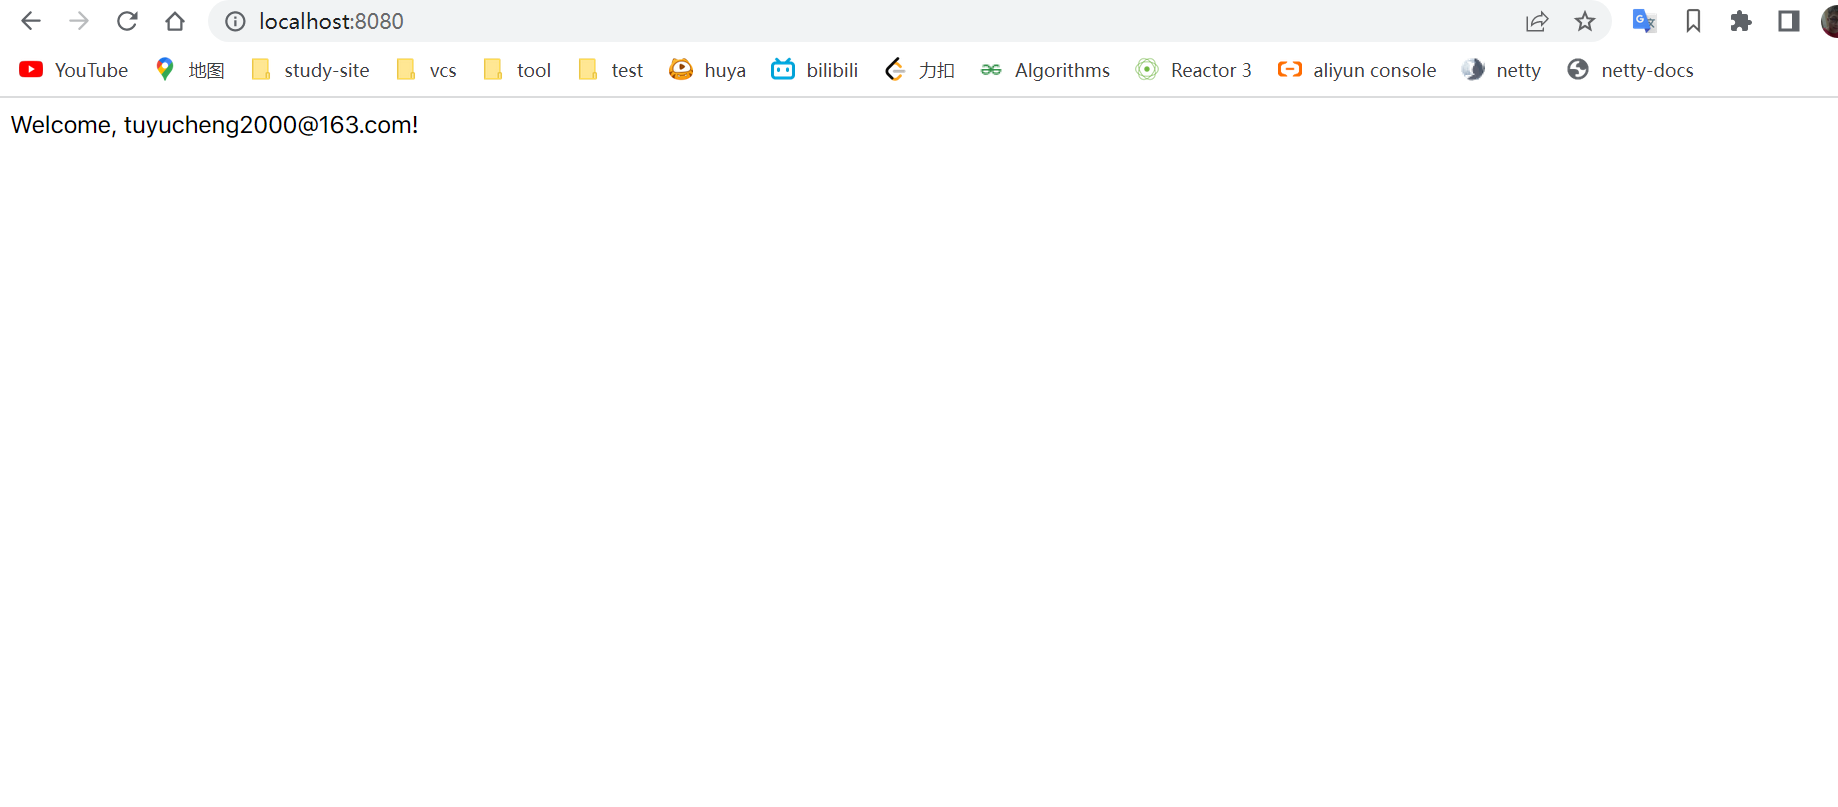 localhost:8080
YouTube 地图 study-site vcs tool test huya bilibili 力扣 Algorithms Reactor 3 aliyun console netty netty-docs
Welcome, tuyucheng2000@163.com!